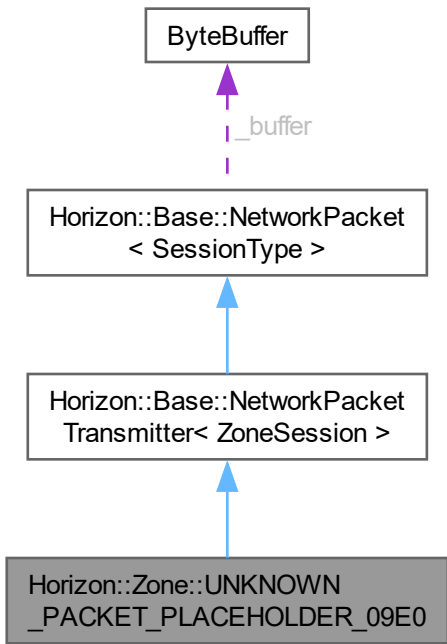 ByteBuffer
_buffer
Horizon::Base::NetworkPacket
< SessionType >
Horizon::Base::NetworkPacket
Transmitter< ZoneSession >
Horizon::Zone::UNKNOWN
_PACKET_PLACEHOLDER_09E0